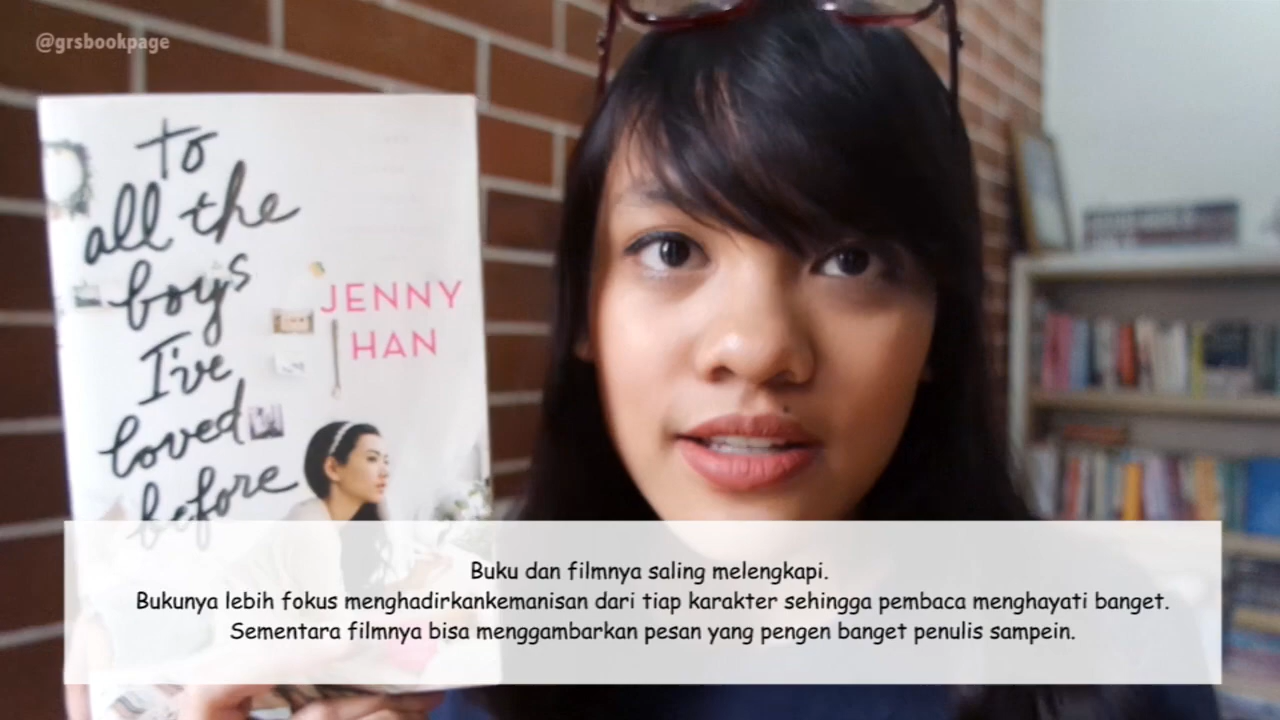 @grsbookpage
to
all the
boys
I've
loved
before
JENNY
HAN
Buku dan filmnya saling melengkapi.
Bukunya lebih fokus menghadirkankemanisan dari tiap karakter sehingga pembaca menghayati banget.
Sementara filmnya bisa menggambarkan pesan yang pengen banget penulis sampein.